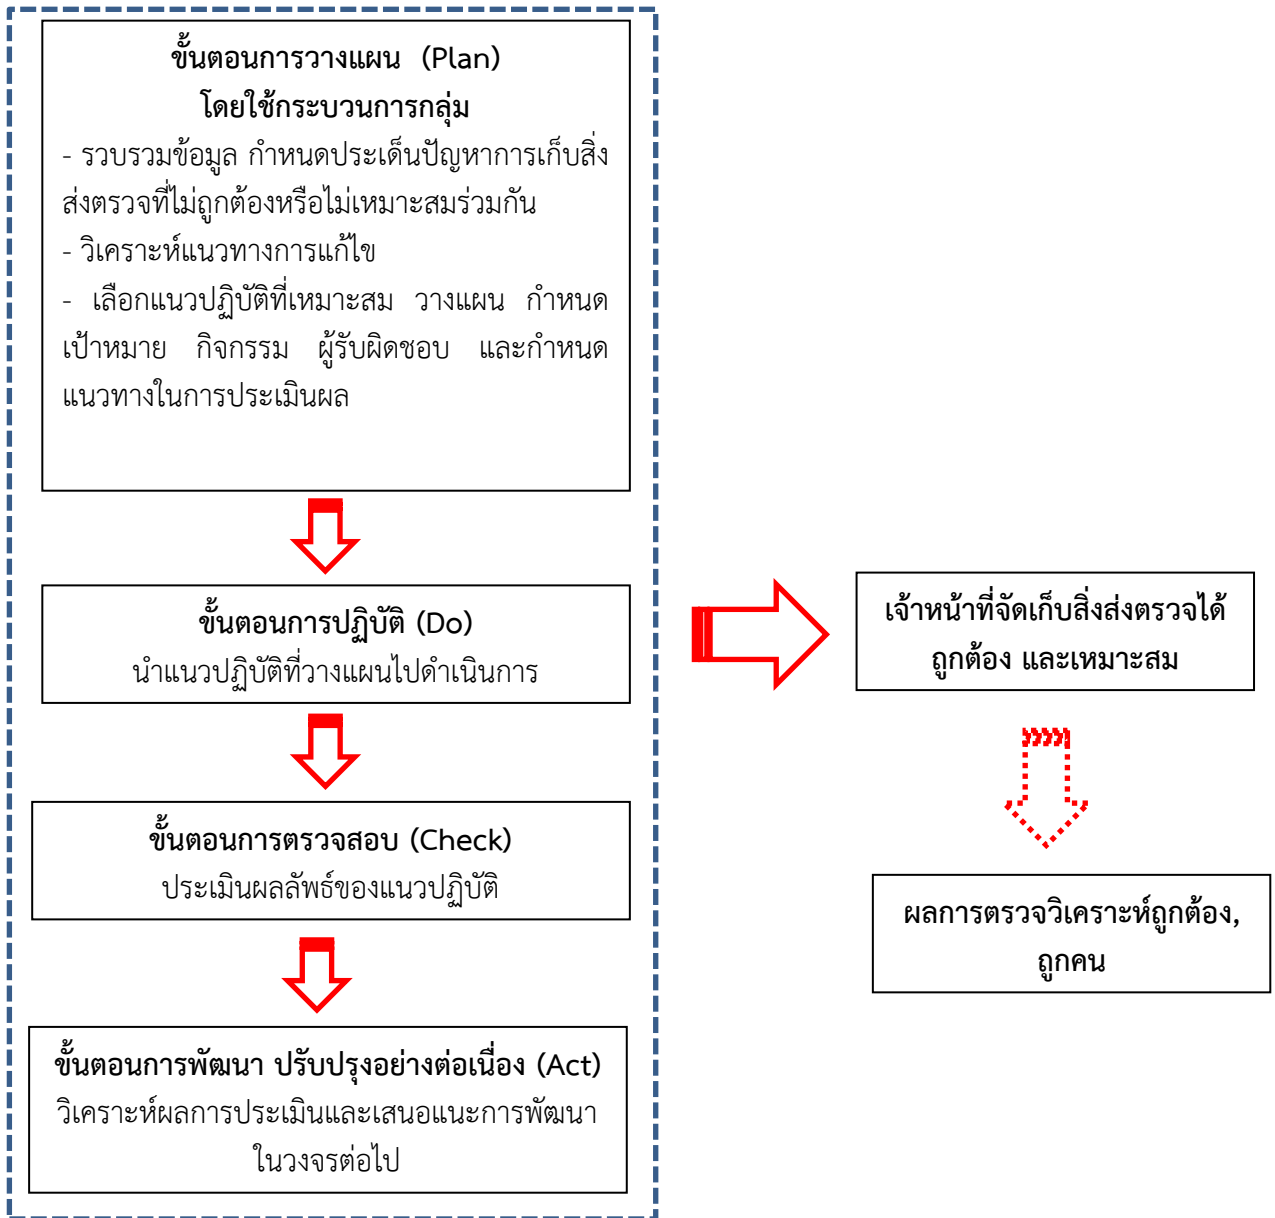 ขั้นตอนการวางแผน (Plan)
โดยใช้กระบวนการกลุ่ม
- รวบรวมข้อมูล กำหนดประเด็นปัญหาการเก็บสิ่ง
ส่งตรวจที่ไม่ถูกต้องหรือไม่เหมาะสมร่วมกัน
- วิเคราะห์แนวทางการแก้ไข
- เลือกแนวปฏิบัติที่เหมาะสม วางแผน กำหนด
เป้าหมาย กิจกรรม ผู้รับผิดชอบ และกำหนด
แนวทางในการประเมินผล
ขั้นตอนการปฏิบัติ (Do)
นำแนวปฏิบัติที่วางแผนไปดำเนินการ
ขั้นตอนการตรวจสอบ (Check)
ประเมินผลลัพธ์ของแนวปฏิบัติ
ขั้นตอนการพัฒนา ปรับปรุงอย่างต่อเนื่อง (Act)
วิเคราะห์ผลการประเมินและเสนอแนะการพัฒนา
ในวงจรต่อไป
เจ้าหน้าที่จัดเก็บสิ่งส่งตรวจได้
ถูกต้อง และเหมาะสม
ผลการตรวจวิเคราะห์ถูกต้อง,
ถูกคน